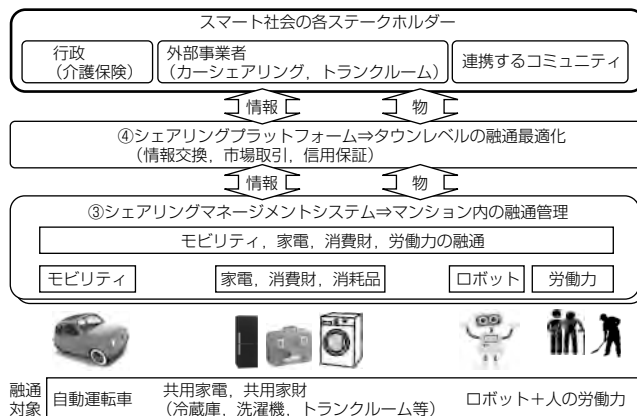 スマート社会の各ステークホルダー
行政
（介護保険）
外部事業者
（カーシェアリング，トランクルーム）
連携するコミュニティ
情報
物
④シェアリングプラットフォーム⇒タウンレベルの融通最適化
（情報交換，市場取引，信用保証）
情報
物
③シェアリングマネージメントシステム⇒マンション内の融通管理
モビリティ，家電，消費財，労働力の融通
モビリティ
家電，消費財，消耗品
ロボット
労働力
融通
対象
自動運転車
共用家電，共用家財
（冷蔵庫，洗濯機，トランクルーム等）
ロボット＋人の労働力